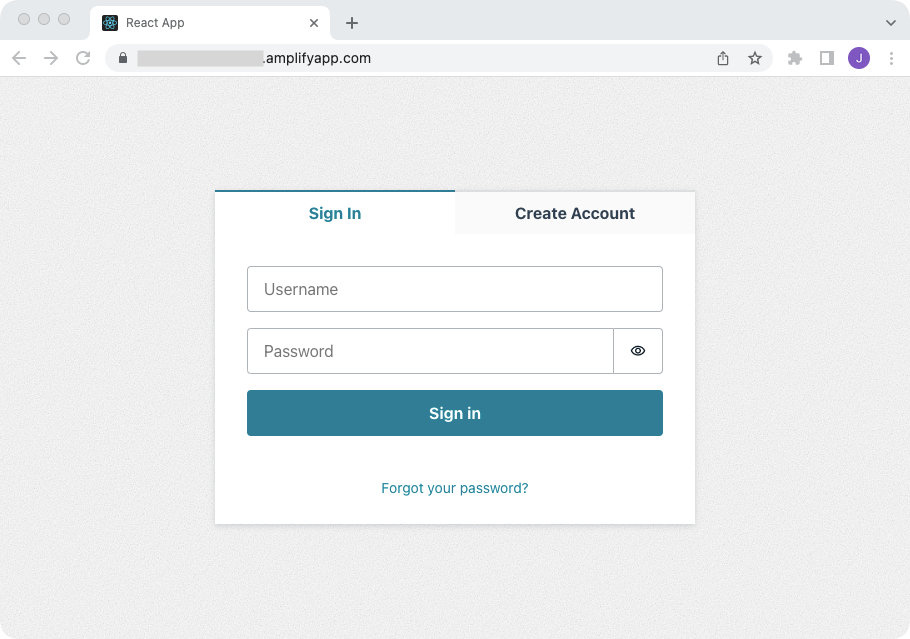 React App
.amplifyapp.com
J
Sign In
Create Account
Username
Password
Sign in
Forgot your password?